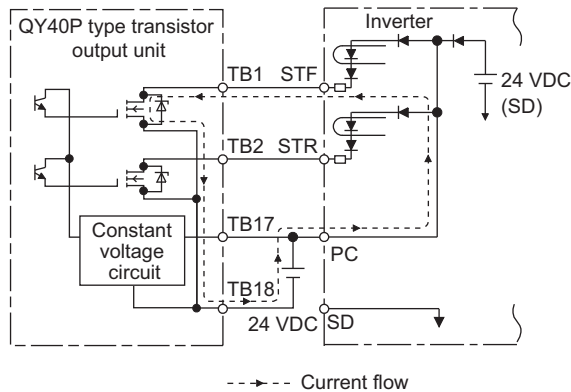 QY40P type transistor
output unit
Inverter
TB1 STF
24 VDC
(SD)
TB2 STR
Constant
voltage
circuit
TB17
PC
TB18
24 VDC
SD
Current flow